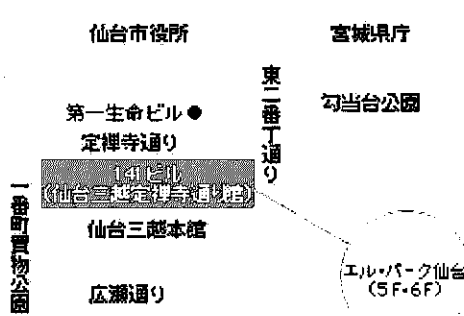 仙台市役所
宮城県庁
東二番丁通り
勾当台公園
第一生命ビル●
定禅寺通り
141ビル
(仙台三越定禅寺通り館)
一番町買物公園
仙台三越本館
エル・パーク仙台
(5F・6F)
広瀬通り